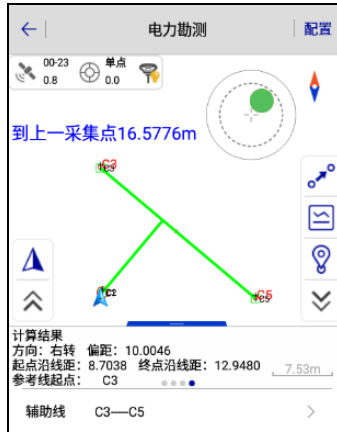 电力勘测
配置
00-23
0.8
单点
0.0
到上一采集点16.5776m
C3
C2
C5
计算结果
方向：右转 偏距：10.0046
起点沿线距：8.7038 终点沿线距：12.9480
7.53m
参考线起点： C3
辅助线 C3—C5